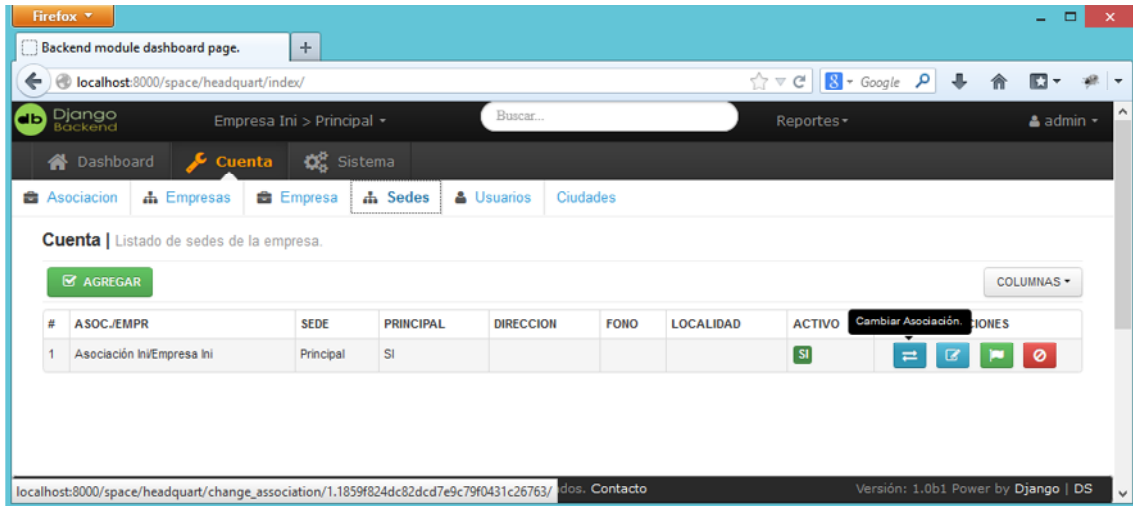 Firefox
Backend module dashboard page.
localhost:8000/space/headquart/index/
Google
Django Backend
Empresa Ini > Principal
Buscar...
Reportes
admin
Dashboard
Cuenta
Sistema
Asociacion
Empresas
Empresa
Sedes
Usuarios
Ciudades
Cuenta | Listado de sedes de la empresa.
AGREGAR
COLUMNAS
Cambiar Asociación.
# ASOC./EMPR SEDE PRINCIPAL DIRECCION FONO LOCALIDAD ACTIVO CIONES
1 Asociación Ini/Empresa Ini Principal SI SI
localhost:8000/space/headquart/change_association/1.1859f824dc82dcd7e9c79f0431c26763/
dos. Contacto
Versión: 1.0b1 Power by Django | DS